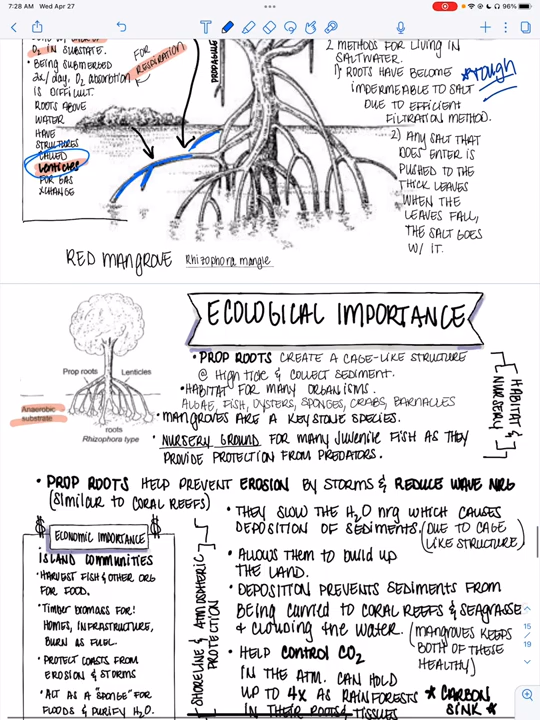 7:28 AM Wed Apr 27
96%
O₂ IN SUBSTRATE.
• BEING SUBMERGED
2x/day, O₂ ABSORPTION
IS DIFFICULT.
ROOTS ABOVE
WATER
HAVE
STRUCTURES
CALLED
lenticles
FOR GAS
XCHANGE
FOR
RESPIRATION
PROPAGULE
2 METHODS FOR LIVING IN
SALTWATER.
1) ROOTS HAVE BECOME
IMPERMEABLE TO SALT
DUE TO EFFICIENT
FILTRATION METHOD.
*rough
2) ANY SALT THAT
DOES ENTER IS
PUSHED TO THE
THICK LEAVES
WHEN THE
LEAVES FALL,
THE SALT GOES
W/ IT.
RED MANGROVE Rhizophora mangle
ECOLOGICAL IMPORTANCE
Prop roots
Lenticels
Anaerobic
substrate
roots
Rhizophora type
• PROP ROOTS CREATE A CAGE-LIKE STRUCTURE
@ HIGH TIDE & COLLECT SEDIMENT.
• HABITAT FOR MANY ORGANISMS.
ALGAE, FISH, OYSTERS, SPONGES, CRABS, BARNACLES
• MANGROVES ARE A KEYSTONE SPECIES.
• NURSERY GROUND FOR MANY JUVENILE FISH AS THEY
PROVIDE PROTECTION FROM PREDATORS.
HABITAT &
NURSERY
• PROP ROOTS HELP PREVENT EROSION BY STORMS & REDUCE WAVE NRG
(SIMILAR TO CORAL REEFS)
• THEY SLOW THE H₂O nrg WHICH CAUSES
DEPOSITION OF SEDIMENTS. (DUE TO CAGE
LIKE STRUCTURE)
• ALLOWS THEM TO BUILD UP
THE LAND.
• DEPOSITION PREVENTS SEDIMENTS FROM
BEING CARRIED TO CORAL REEFS & SEAGRASSE
& CLOUDING THE WATER. (MANGROVES KEEPS
BOTH OF THESE
HEALTHY)
• HELP CONTROL CO₂
IN THE ATM. CAN HOLD
UP TO 4X AS RAINFORESTS
IN THEIR ROOTS & TISSUES
* CARBON
SINK *
SHORELINE & ATMOSPHERIC
PROTECTION
$ $
ECONOMIC IMPORTANCE
ISLAND COMMUNITIES
• HARVEST FISH & OTHER ORG
FOR FOOD.
• Timber biomass for:
HOMES, INFRASTRUCTURE,
BURN AS FUEL.
• PROTECT COASTS FROM
EROSION & STORMS
• ACT AS A "SPONGE" FOR
FLOODS & PURIFY H₂O.
15
/
19